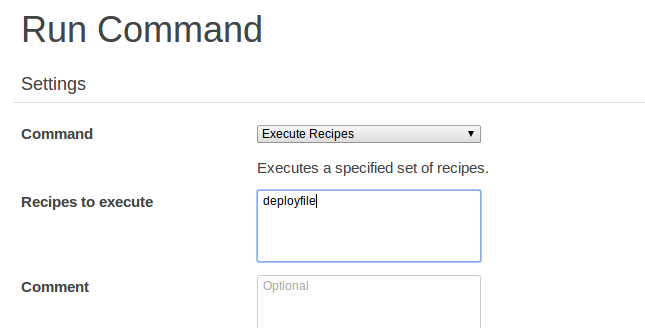 Run Command
Settings
Command
Execute Recipes
Executes a specified set of recipes.
Recipes to execute
deployfile
Comment
Optional